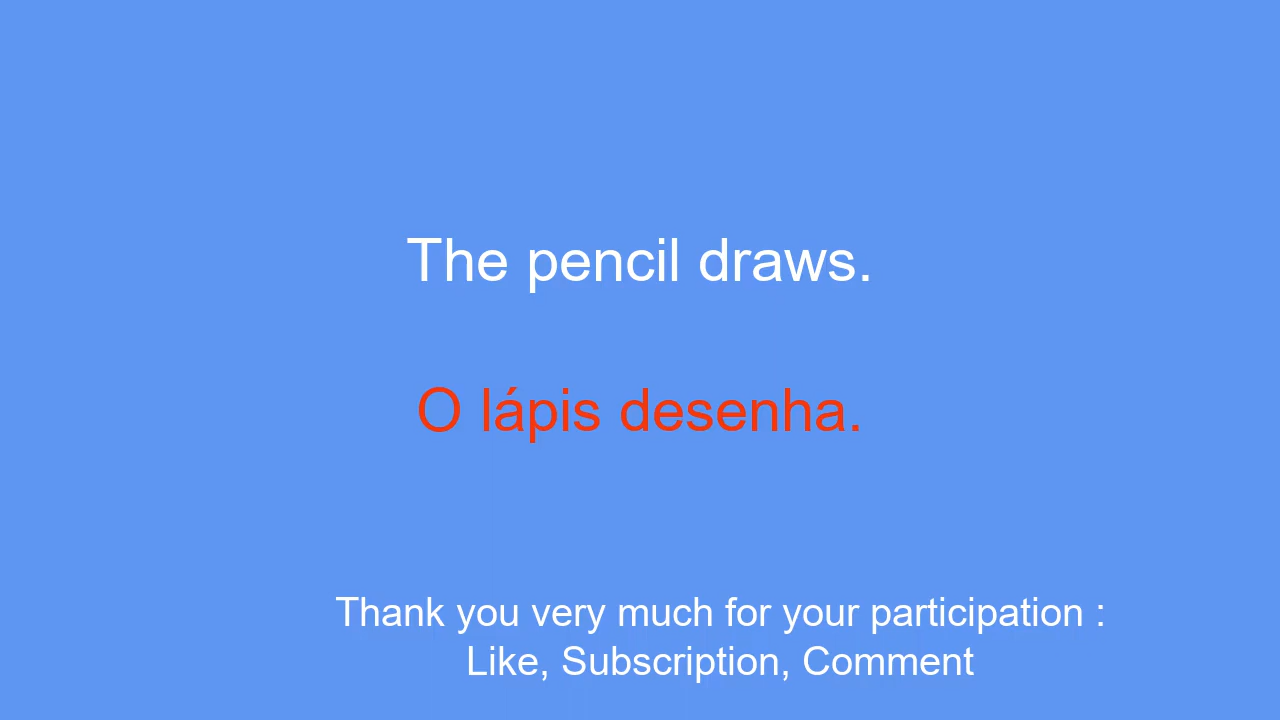 The pencil draws.
O lápis desenha.
Thank you very much for your participation :
Like, Subscription, Comment